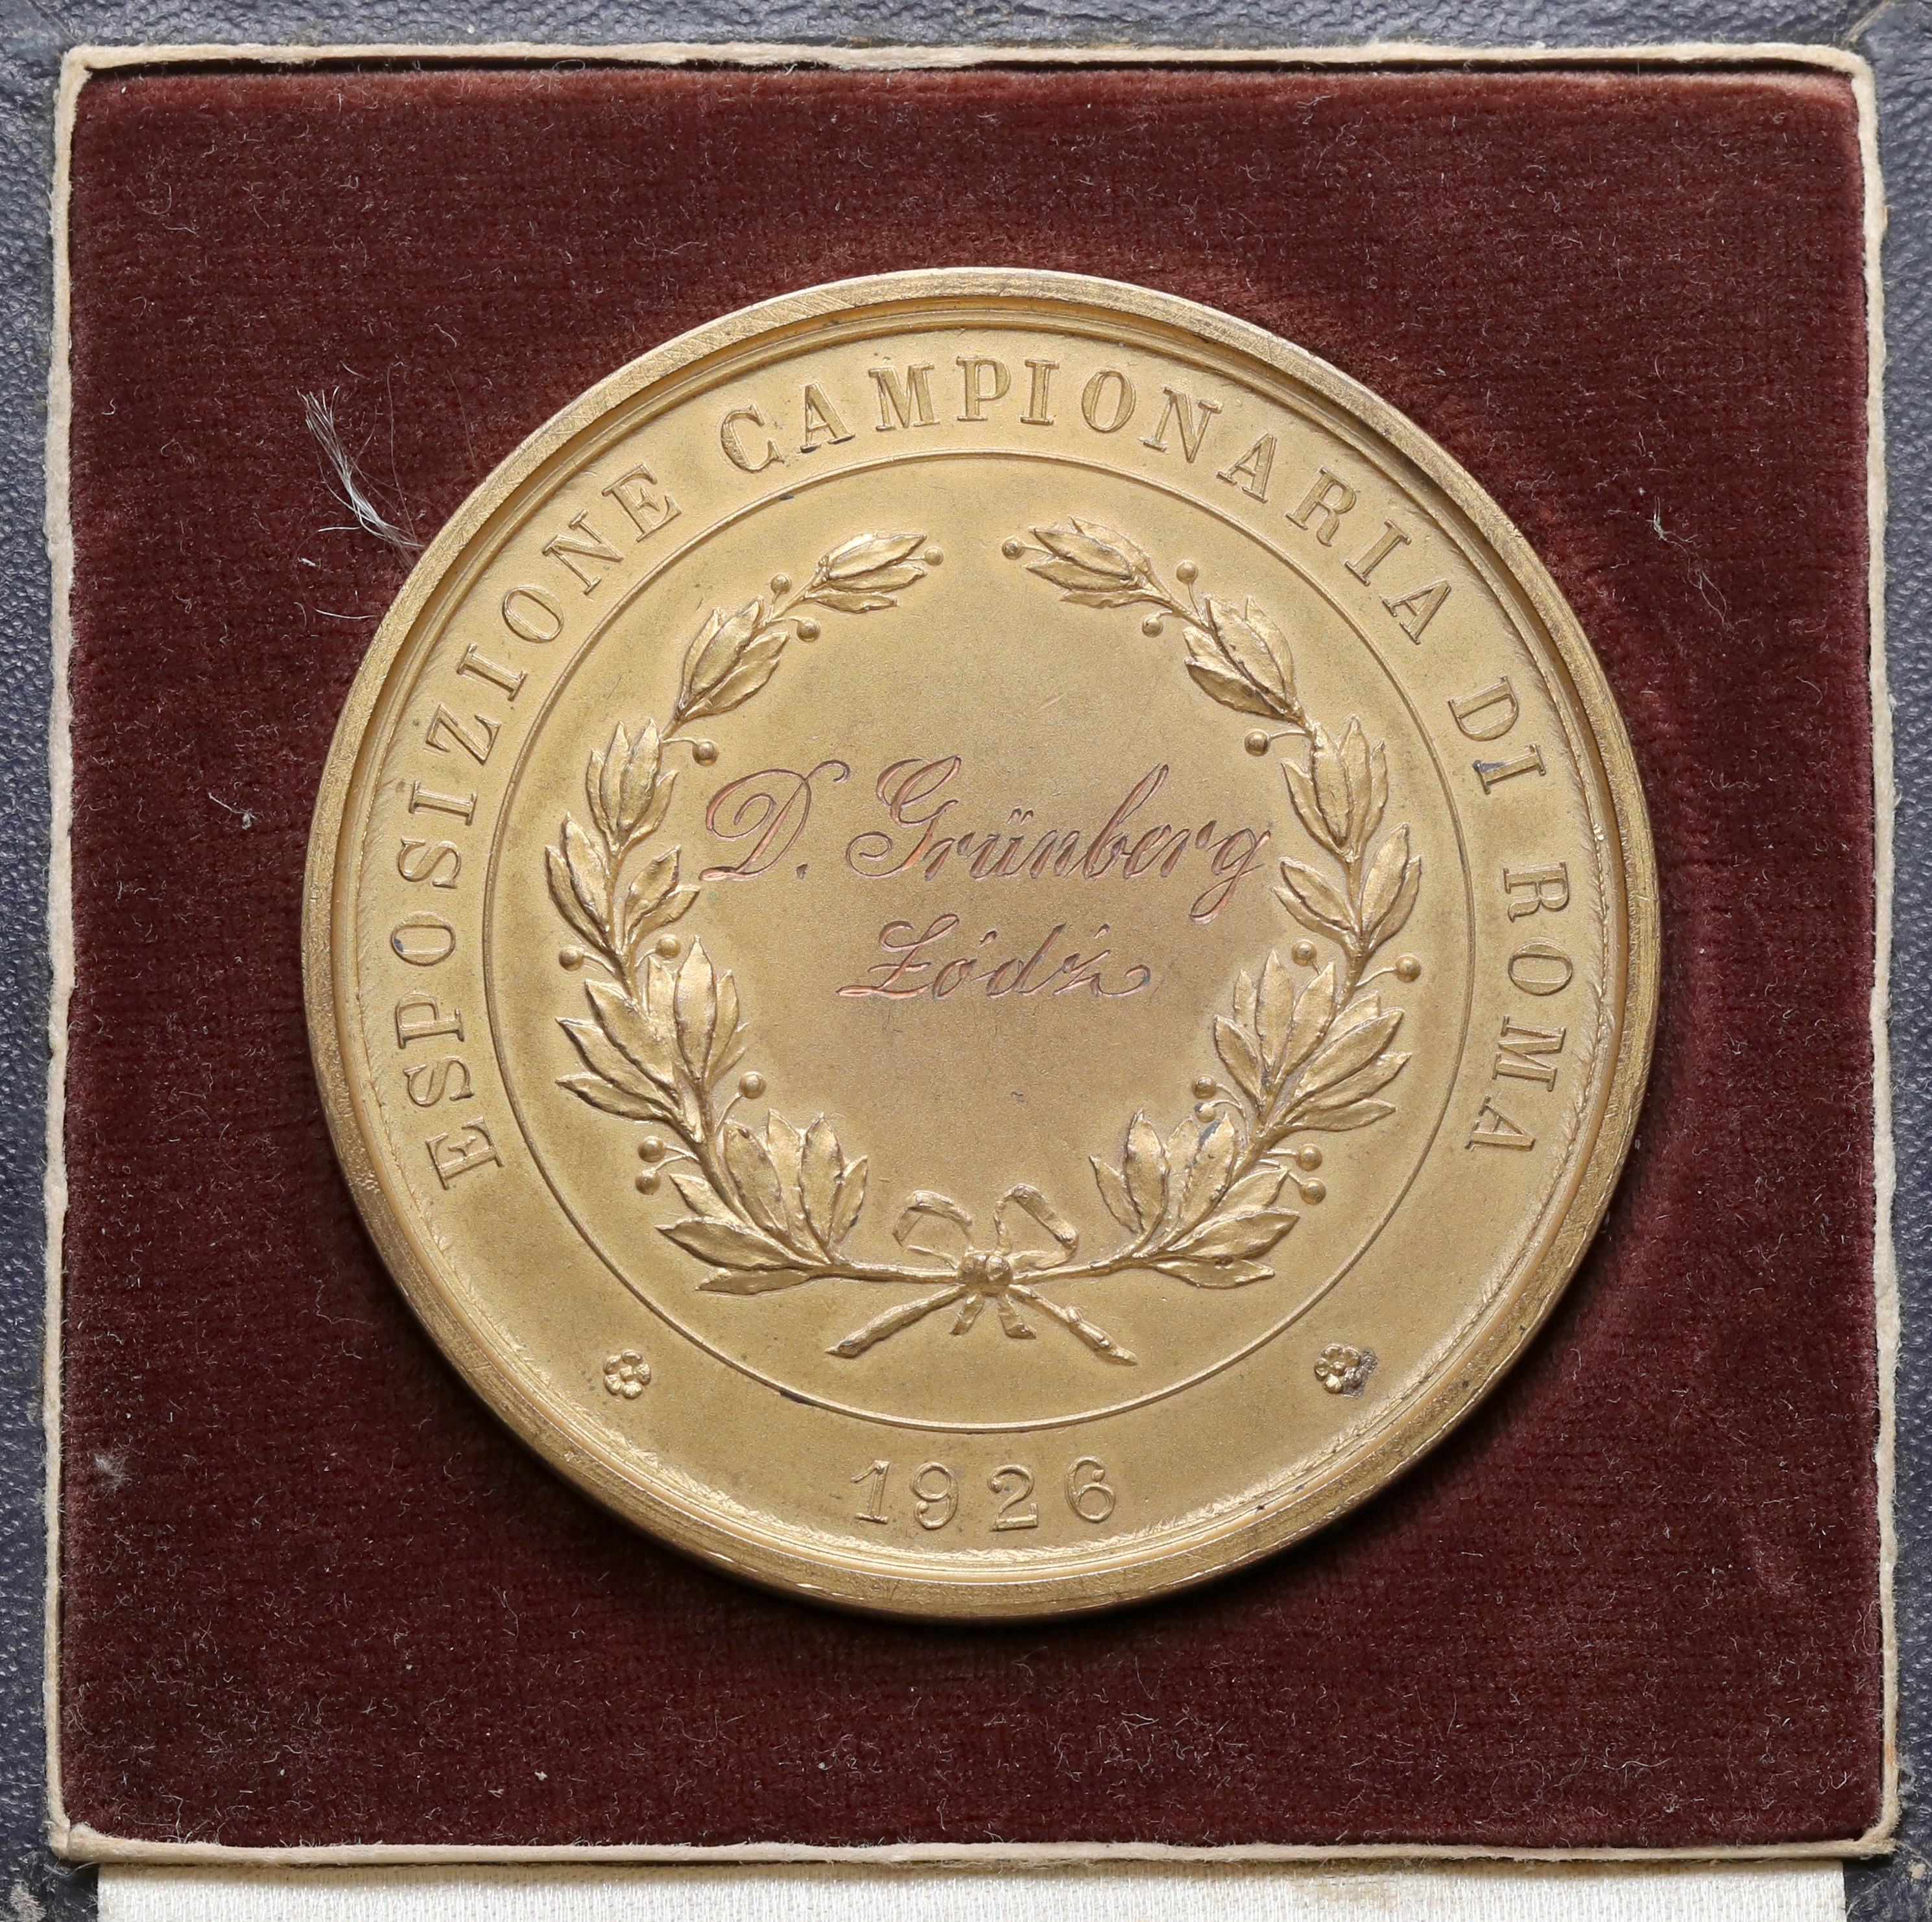 ESPOSIZIONE CAMPIONARIA DI ROMA
D. Grünberg
Łódź
1926